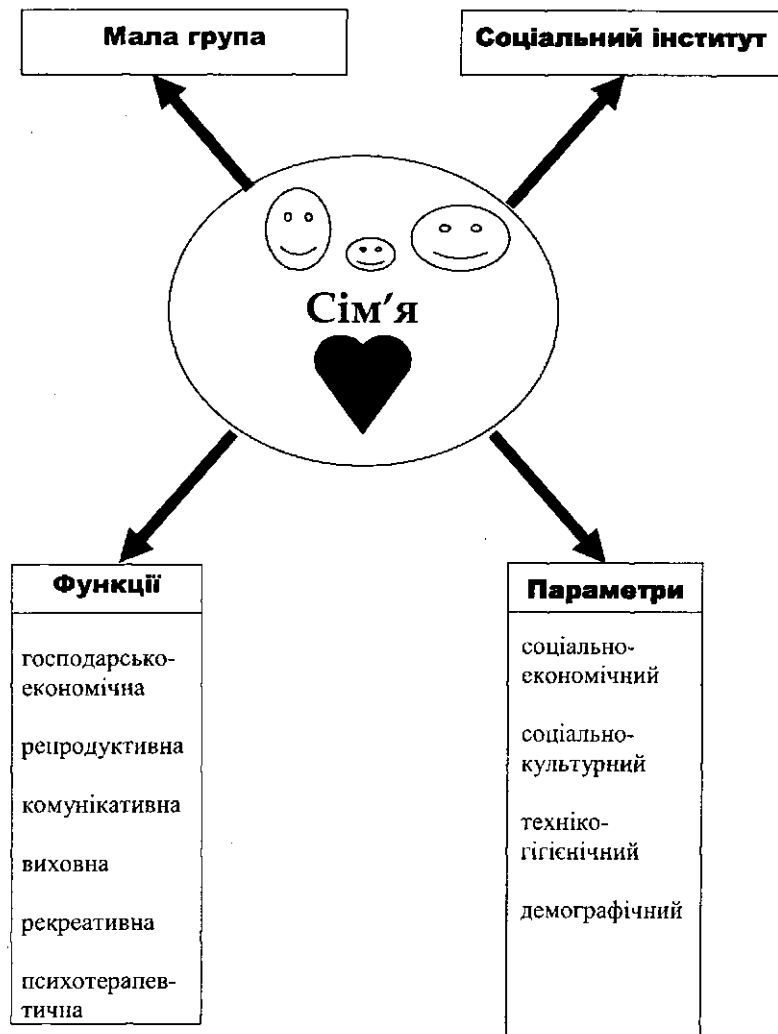 Мала група
Соціальний інститут
Сім'я
Функції
господарсько-
економічна
репродуктивна
комунікативна
виховна
рекреативна
психотерапев-
тична
Параметри
соціально-
економічний
соціально-
культурний
техніко-
гігієнічний
демографічний